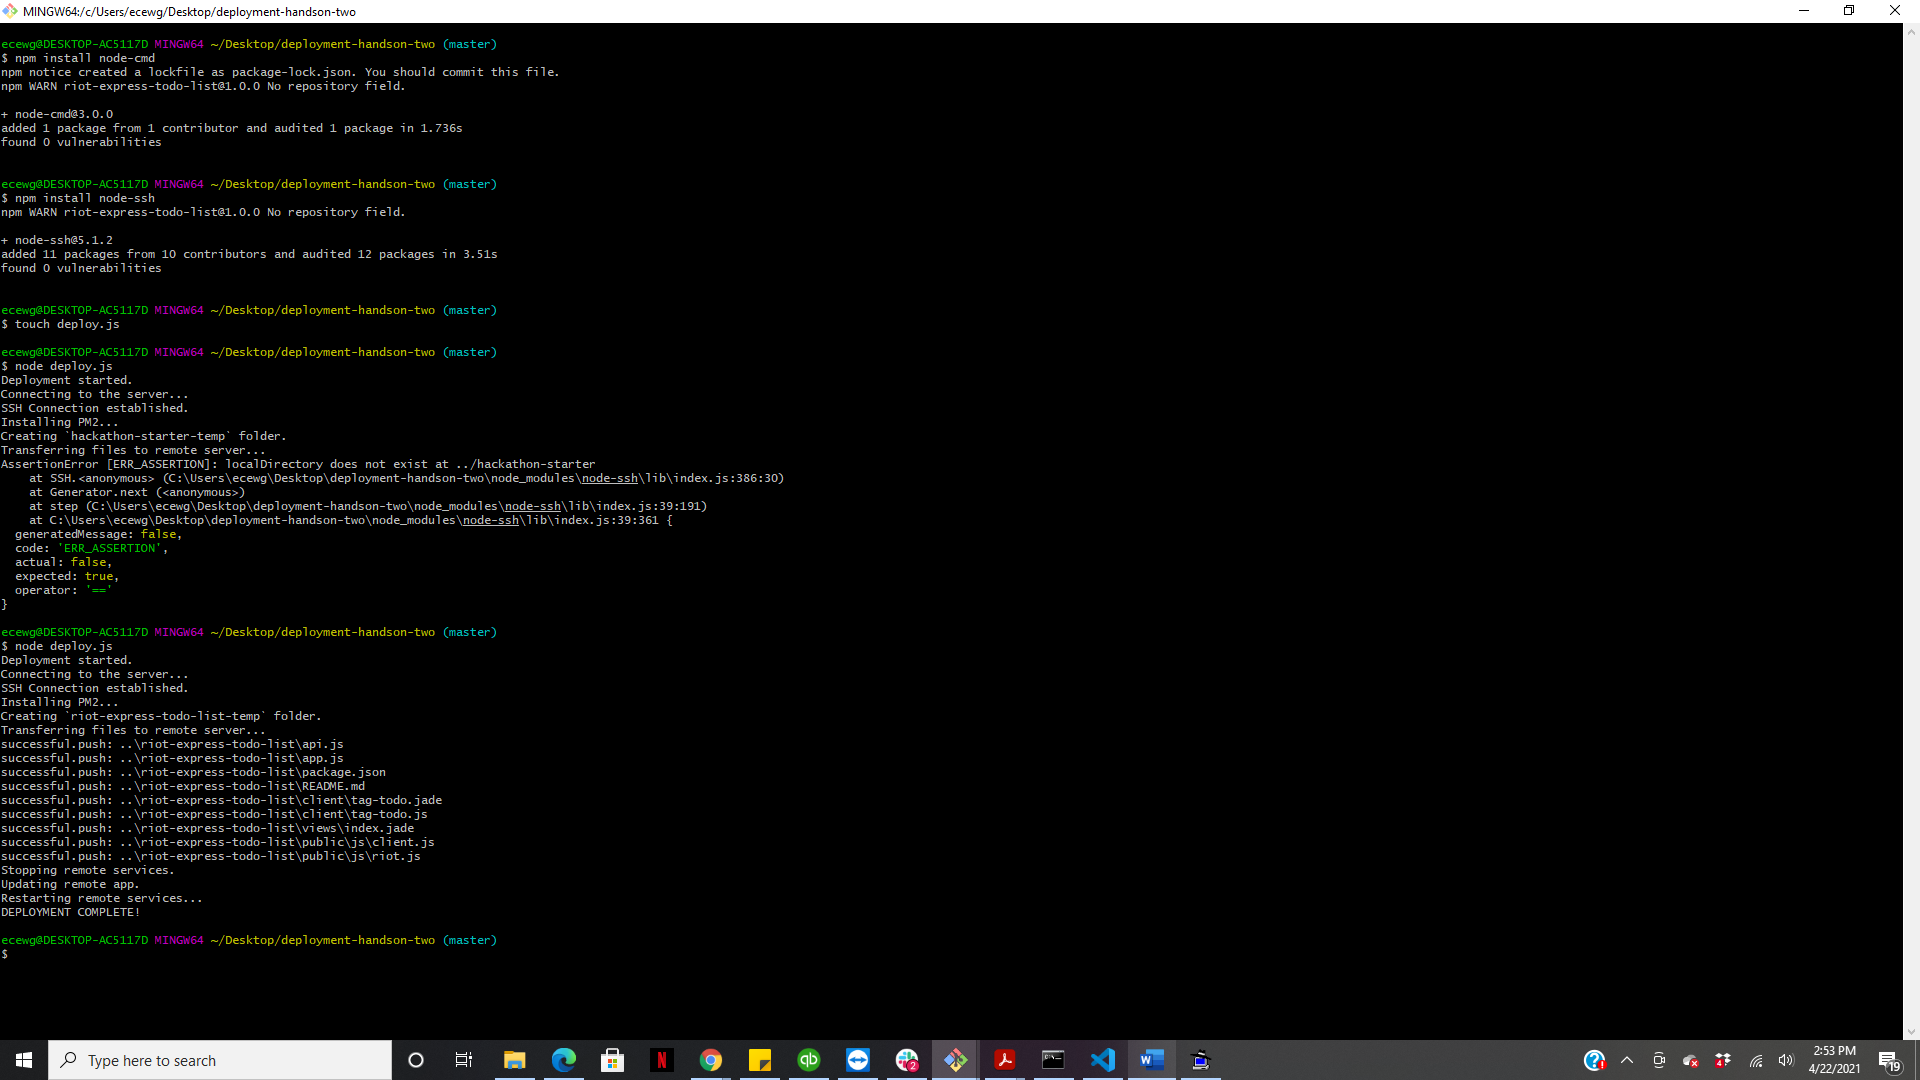 MINGW64:/c/Users/ecewg/Desktop/deployment-handson-two
ecewg@DESKTOP-AC5117D MINGW64 ~/Desktop/deployment-handson-two (master)
$ npm install node-cmd
npm notice created a lockfile as package-lock.json. You should commit this file.
npm WARN riot-express-todo-list@1.0.0 No repository field.
+ node-cmd@3.0.0
added 1 package from 1 contributor and audited 1 package in 1.736s
found 0 vulnerabilities
ecewg@DESKTOP-AC5117D MINGW64 ~/Desktop/deployment-handson-two (master)
$ npm install node-ssh
npm WARN riot-express-todo-list@1.0.0 No repository field.
+ node-ssh@5.1.2
added 11 packages from 10 contributors and audited 12 packages in 3.51s
found 0 vulnerabilities
ecewg@DESKTOP-AC5117D MINGW64 ~/Desktop/deployment-handson-two (master)
$ touch deploy.js
ecewg@DESKTOP-AC5117D MINGW64 ~/Desktop/deployment-handson-two (master)
$ node deploy.js
Deployment started.
Connecting to the server...
SSH Connection established.
Installing PM2...
Creating `hackathon-starter-temp` folder.
Transferring files to remote server...
AssertionError [ERR_ASSERTION]: localDirectory does not exist at ../hackathon-starter
at SSH.<anonymous> (C:\Users\ecewg\Desktop\deployment-handson-two\node_modules\node-ssh\lib\index.js:386:30)
at Generator.next (<anonymous>)
at step (C:\Users\ecewg\Desktop\deployment-handson-two\node_modules\node-ssh\lib\index.js:39:191)
at C:\Users\ecewg\Desktop\deployment-handson-two\node_modules\node-ssh\lib\index.js:39:361 {
generatedMessage: false,
code: 'ERR_ASSERTION',
actual: false,
expected: true,
operator: '=='
}
ecewg@DESKTOP-AC5117D MINGW64 ~/Desktop/deployment-handson-two (master)
$ node deploy.js
Deployment started.
Connecting to the server...
SSH Connection established.
Installing PM2...
Creating `riot-express-todo-list-temp` folder.
Transferring files to remote server...
successful.push: ..\riot-express-todo-list\api.js
successful.push: ..\riot-express-todo-list\app.js
successful.push: ..\riot-express-todo-list\package.json
successful.push: ..\riot-express-todo-list\README.md
successful.push: ..\riot-express-todo-list\client\tag-todo.jade
successful.push: ..\riot-express-todo-list\client\tag-todo.js
successful.push: ..\riot-express-todo-list\views\index.jade
successful.push: ..\riot-express-todo-list\public\js\client.js
successful.push: ..\riot-express-todo-list\public\js\riot.js
Stopping remote services.
Updating remote app.
Restarting remote services...
DEPLOYMENT COMPLETE!
ecewg@DESKTOP-AC5117D MINGW64 ~/Desktop/deployment-handson-two (master)
$
Type here to search
2:53 PM
4/22/2021
19